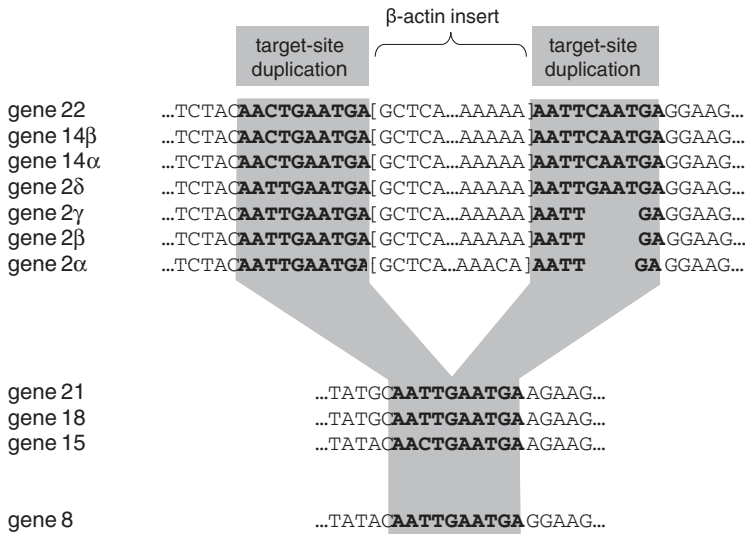 β-actin insert
target-site duplication
target-site duplication
gene 22 ...TCTACAACTGAATGA[GCTCA...AAAAA]AATTCAATGAGGAAG...
gene 14β ...TCTACAACTGAATGA[GCTCA...AAAAA]AATTCAATGAGGAAG...
gene 14α ...TCTACAACTGAATGA[GCTCA...AAAAA]AATTCAATGAGGAAG...
gene 2δ ...TCTACAATTGAATGA[GCTCA...AAAAA]AATTGAATGAGGAAG...
gene 2γ ...TCTACAATTGAATGA[GCTCA...AAAAA]AATT GAGGAAG...
gene 2β ...TCTACAATTGAATGA[GCTCA...AAAAA]AATT GAGGAAG...
gene 2α ...TCTACAATTGAATGA[GCTCA...AAACA]AATT GAGGAAG...
gene 21 ...TATGCAATTGAATGAAGAAG...
gene 18 ...TATGCAATTGAATGAAGAAG...
gene 15 ...TATACAACTGAATGAAGAAG...
gene 8 ...TATACAATTGAATGAGGAAG...